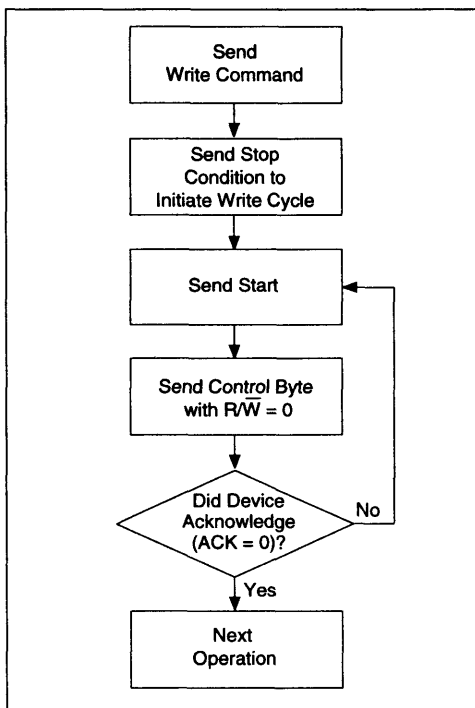 Send
Write Command
Send Stop
Condition to
Initiate Write Cycle
Send Start
Send Control Byte
with R/W̅ = 0
Did Device
Acknowledge
(ACK = 0)?
No
Yes
Next
Operation